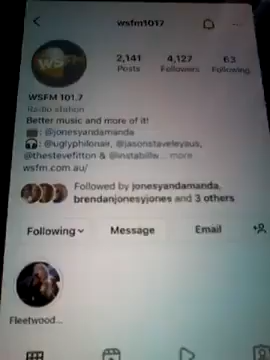 wsfm1017
WSFM
2,141
4,127
63
Posts
Followers
Following
WSFM 101.7
Radio station
Better music and more of it!
: @jonesyandamanda
: @uglyphilonair, @jasonstaveleyaus,
@thestevefitton & @instabille... more
wsfm.com.au/
Followed by jonesyandamanda,
brendanjonesyjones and 3 others
Following
Message
Email
Fleetwood...